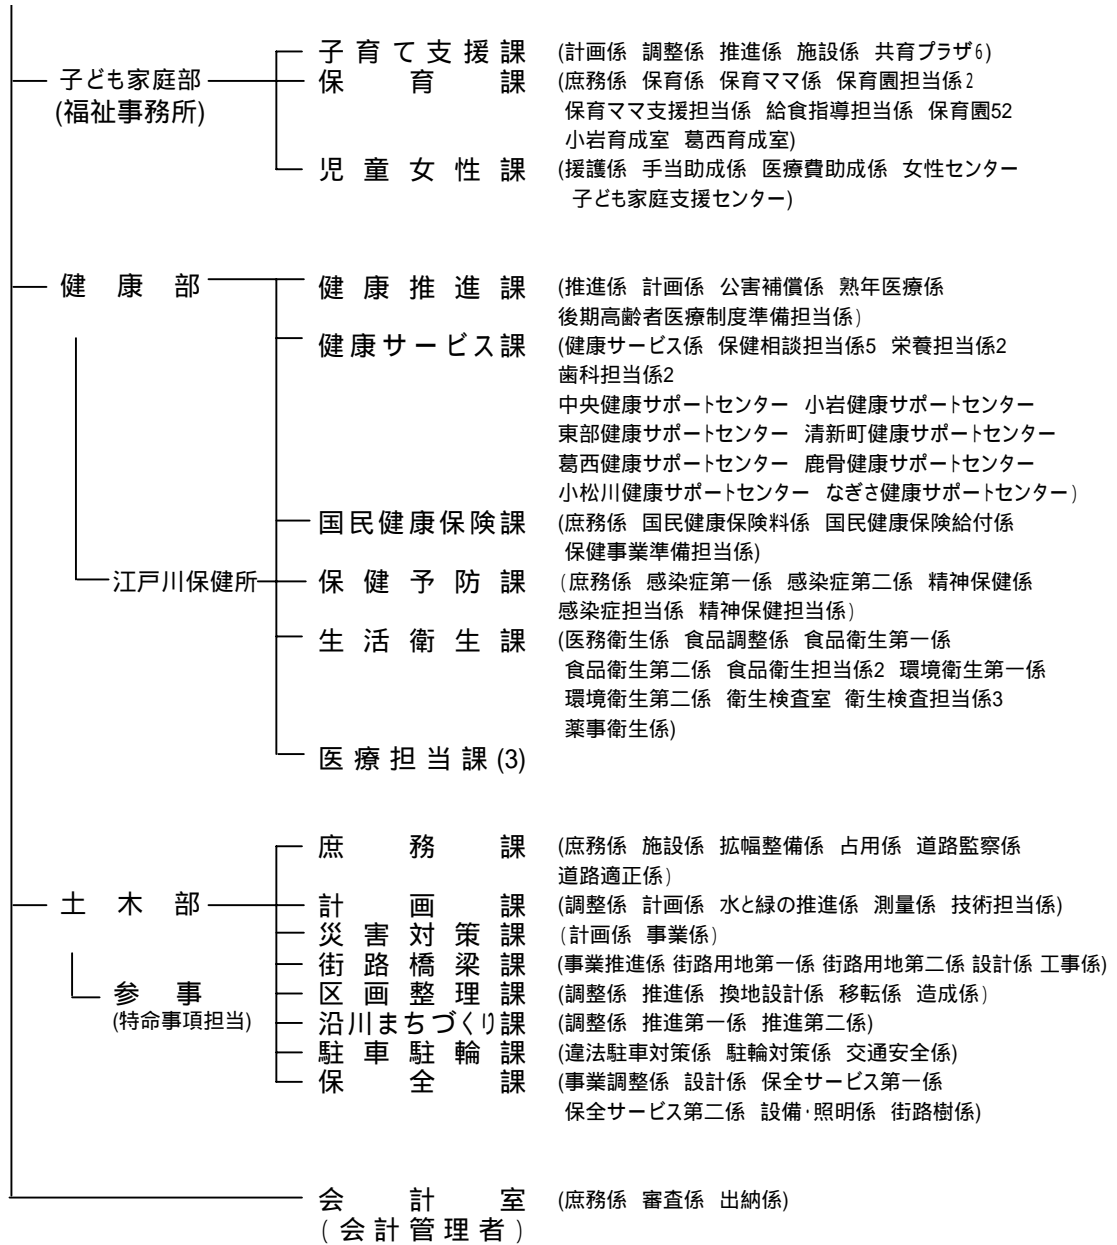 子育て支援課 (計画係 調整係 推進係 施設係 共育プラザ6)
子ども家庭部 保育課 (庶務係 保育係 保育ママ係 保育園担当係2
(福祉事務所) 保育ママ支援担当係 給食指導担当係 保育園52
小岩育成室 葛西育成室)
児童女性課 (援護係 手当助成係 医療費助成係 女性センター
子ども家庭支援センター)
健康部 健康推進課 (推進係 計画係 公害補償係 熟年医療係
後期高齢者医療制度準備担当係)
健康サービス課 (健康サービス係 保健相談担当係5 栄養担当係2
歯科担当係2
中央健康サポートセンター 小岩健康サポートセンター
東部健康サポートセンター 清新町健康サポートセンター
葛西健康サポートセンター 鹿骨健康サポートセンター
小松川健康サポートセンター なぎさ健康サポートセンター)
国民健康保険課 (庶務係 国民健康保険料係 国民健康保険給付係
保健事業準備担当係)
江戸川保健所 保健予防課 (庶務係 感染症第一係 感染症第二係 精神保健係
感染症担当係 精神保健担当係)
生活衛生課 (医務衛生係 食品調整係 食品衛生第一係
食品衛生第二係 食品衛生担当係2 環境衛生第一係
環境衛生第二係 衛生検査室 衛生検査担当係3
薬事衛生係)
医療担当課(3)
庶務課 (庶務係 施設係 拡幅整備係 占用係 道路監察係
道路適正係)
土木部 計画課 (調整係 計画係 水と緑の推進係 測量係 技術担当係)
災害対策課 (計画係 事業係)
街路橋梁課 (事業推進係 街路用地第一係 街路用地第二係 設計係 工事係)
参事 区画整理課 (調整係 推進係 換地設計係 移転係 造成係)
(特命事項担当) 沿川まちづくり課 (調整係 推進第一係 推進第二係)
駐車駐輪課 (違法駐車対策係 駐輪対策係 交通安全係)
保全課 (事業調整係 設計係 保全サービス第一係
保全サービス第二係 設備・照明係 街路樹係)
会計室 (庶務係 審査係 出納係)
(会計管理者)